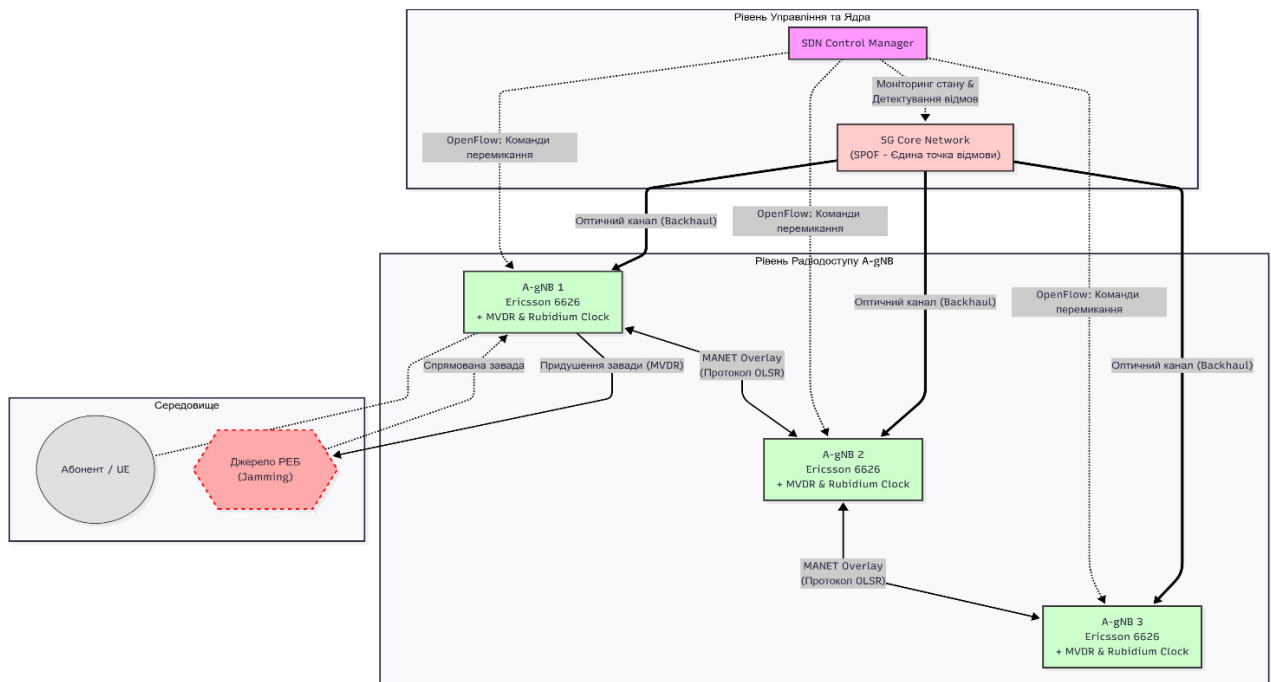 Рівень Управління та Ядра
SDN Control Manager
Моніторинг стану &
Детектування відмов
OpenFlow: Команди
перемикання
5G Core Network
(SPOF - Єдина точка відмови)
Оптичний канал (Backhaul)
OpenFlow: Команди
перемикання
Рівень Радіодоступу A-gNB
A-gNB 1
Ericsson 6626
+ MVDR & Rubidium Clock
Оптичний канал (Backhaul)
OpenFlow: Команди
перемикання
Спрямована завада
Придушення завади (MVDR)
MANET Overlay
(Протокол OLSR)
Оптичний канал (Backhaul)
Середовище
Абонент / UE
Джерело РЕБ
(Jamming)
A-gNB 2
Ericsson 6626
+ MVDR & Rubidium Clock
MANET Overlay
(Протокол OLSR)
A-gNB 3
Ericsson 6626
+ MVDR & Rubidium Clock